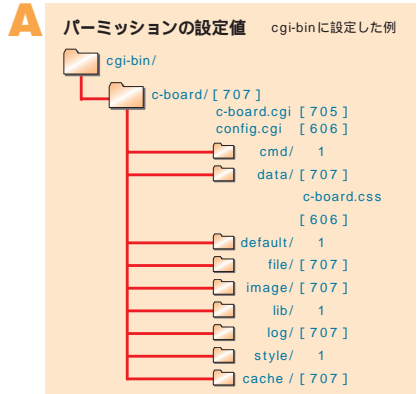 A
パーミッションの設定値 cgi-binに設定した例
cgi-bin/
c-board/[707]
c-board.cgi [705]
config.cgi [606]
cmd/ 1
data/[707]
c-board.css
[606]
default/ 1
file/[707]
image/[707]
lib/ 1
log/[707]
style/ 1
cache /[707]